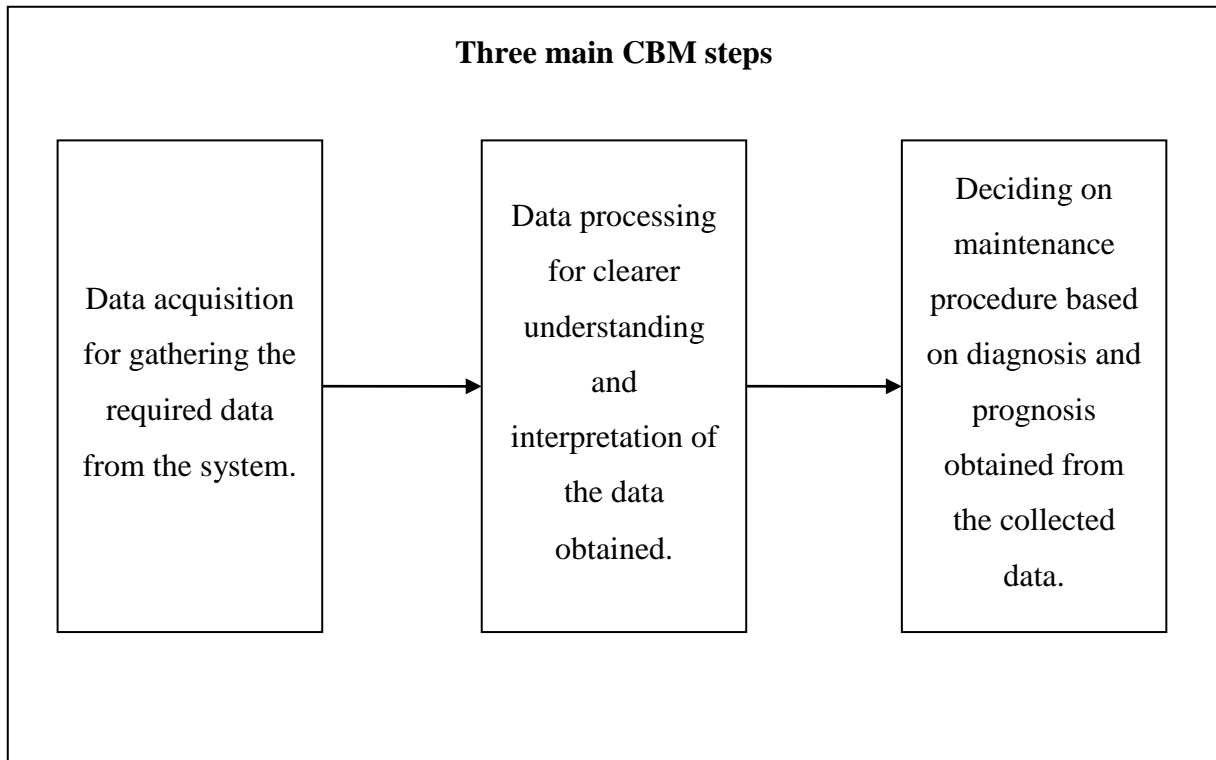 Three main CBM steps
Data acquisition
for gathering the
required data
from the system.
Data processing
for clearer
understanding
and
interpretation of
the data
obtained.
Deciding on
maintenance
procedure based
on diagnosis and
prognosis
obtained from
the collected
data.